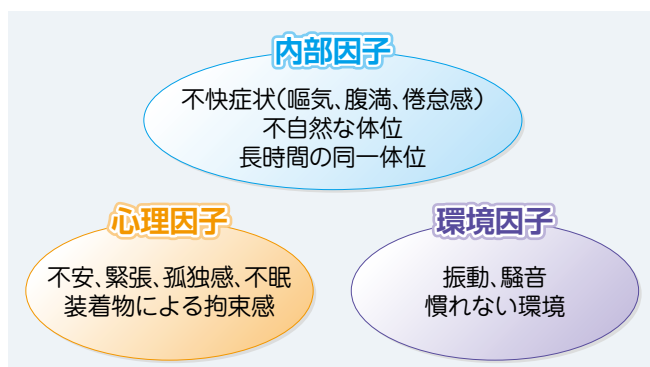 内部因子
不快症状(嘔気、腹満、倦怠感)
不自然な体位
長時間の同一体位
心理因子
不安、緊張、孤独感、不眠
装着物による拘束感
環境因子
振動、騒音
慣れない環境